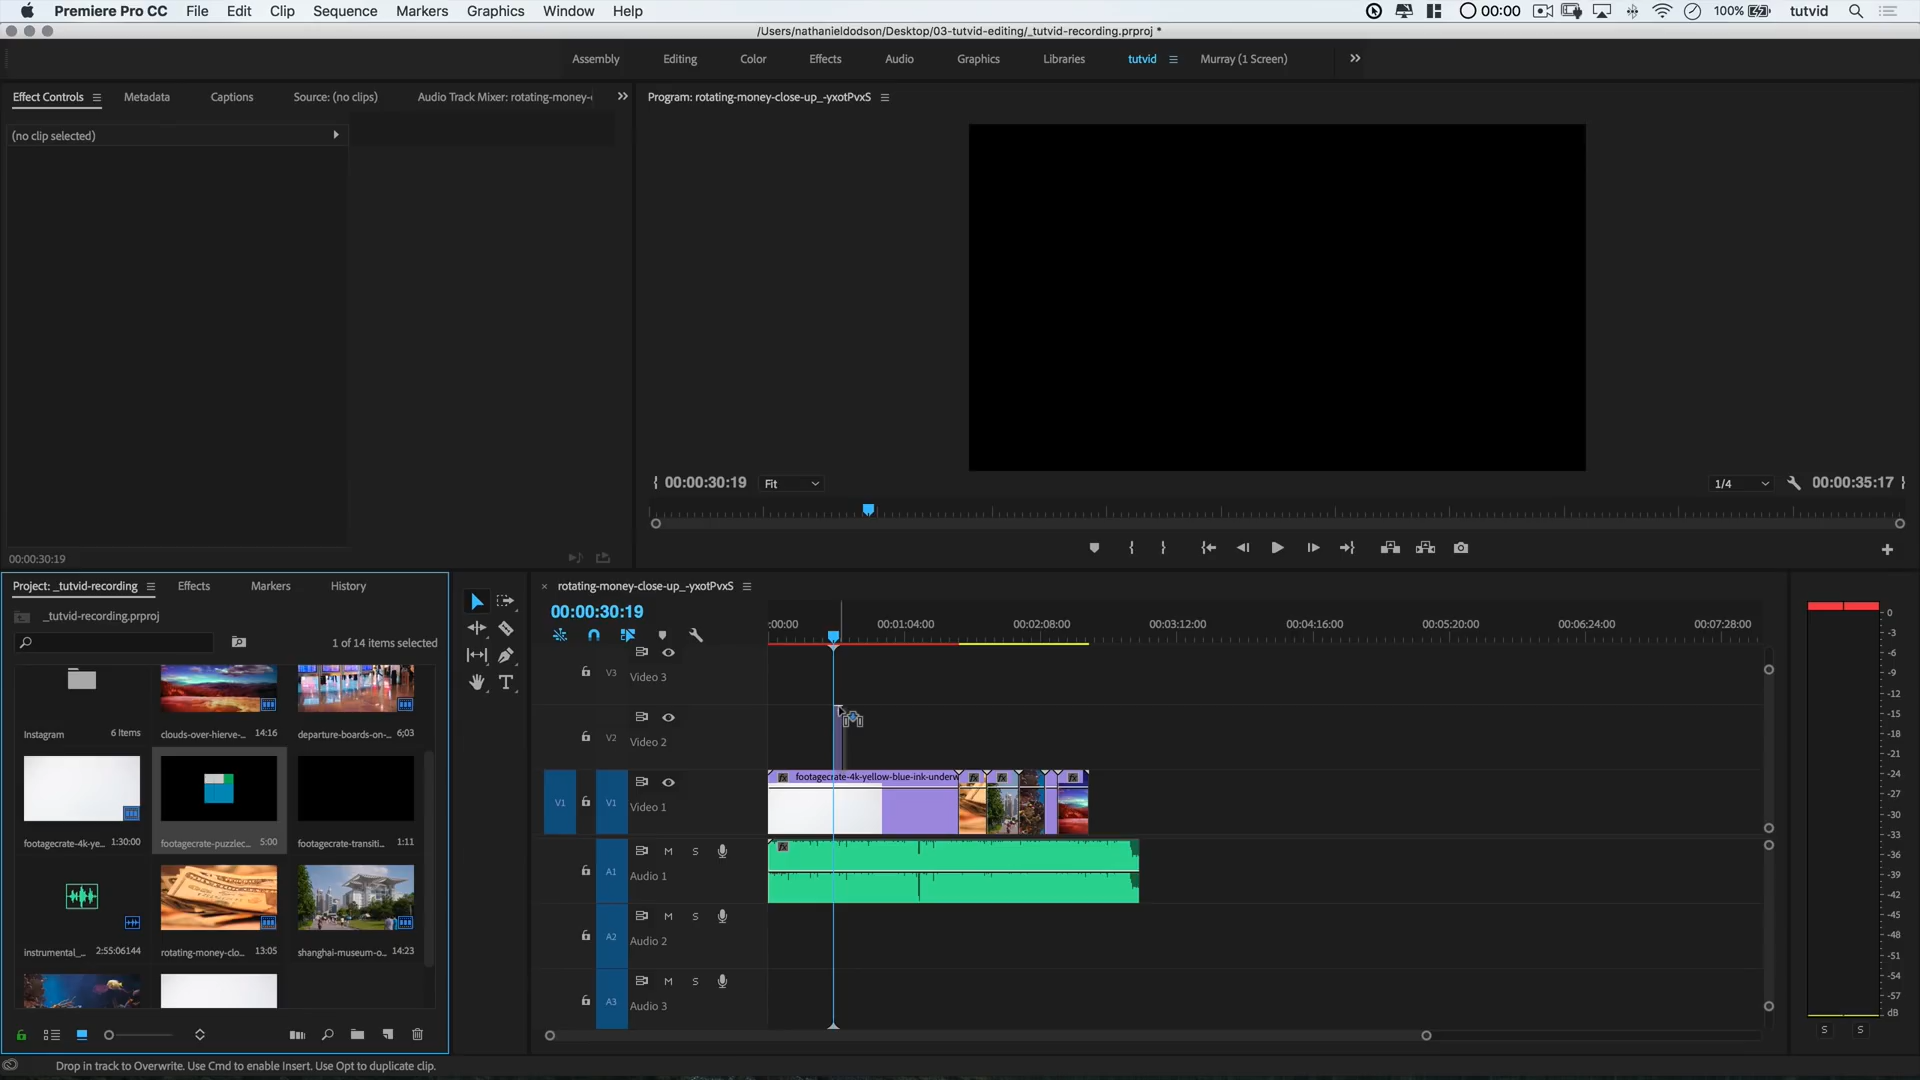 Premiere Pro CC File Edit Clip Sequence Markers Graphics Window Help 00:00 100% tutvid
/Users/nathanieldodson/Desktop/03-tutvid-editing/_tutvid-recording.prproj *
Assembly Editing Color Effects Audio Graphics Libraries tutvid Murray (1 Screen)
Effect Controls Metadata Captions Source: (no clips) Audio Track Mixer: rotating-money-
Program: rotating-money-close-up_-yxotPvxS
(no clip selected)
00:00:30:19 Fit 1/4 00:00:35:17
00:00:30:19
Project: _tutvid-recording Effects Markers History
_tutvid-recording.prproj
1 of 14 items selected
Instagram 6 Items
clouds-over-hierve-... 14:16
departure-boards-on-... 6;03
footagecrate-4k-ye... 1:30:00
footagecrate-puzzlec... 5:00
footagecrate-transiti... 1:11
instrumental_... 2:55:06144
rotating-money-clo... 13:05
shanghai-museum-o... 14:23
T
rotating-money-close-up_-yxotPvxS
00:00:30:19
:00:00 00:01:04:00 00:02:08:00 00:03:12:00 00:04:16:00 00:05:20:00 00:06:24:00 00:07:28:00
V3 Video 3
V2 Video 2
V1 V1 Video 1
fx footagecrate-4k-yellow-blue-ink-underw fx fx fx
A1 M S Audio 1
fx
A2 M S Audio 2
A3 M S Audio 3
0
-3
-6
-9
-12
-15
-18
-21
-24
-27
-30
-33
-36
-39
-42
-45
-48
-51
-54
-57
dB
S S
Drop in track to Overwrite. Use Cmd to enable Insert. Use Opt to duplicate clip.